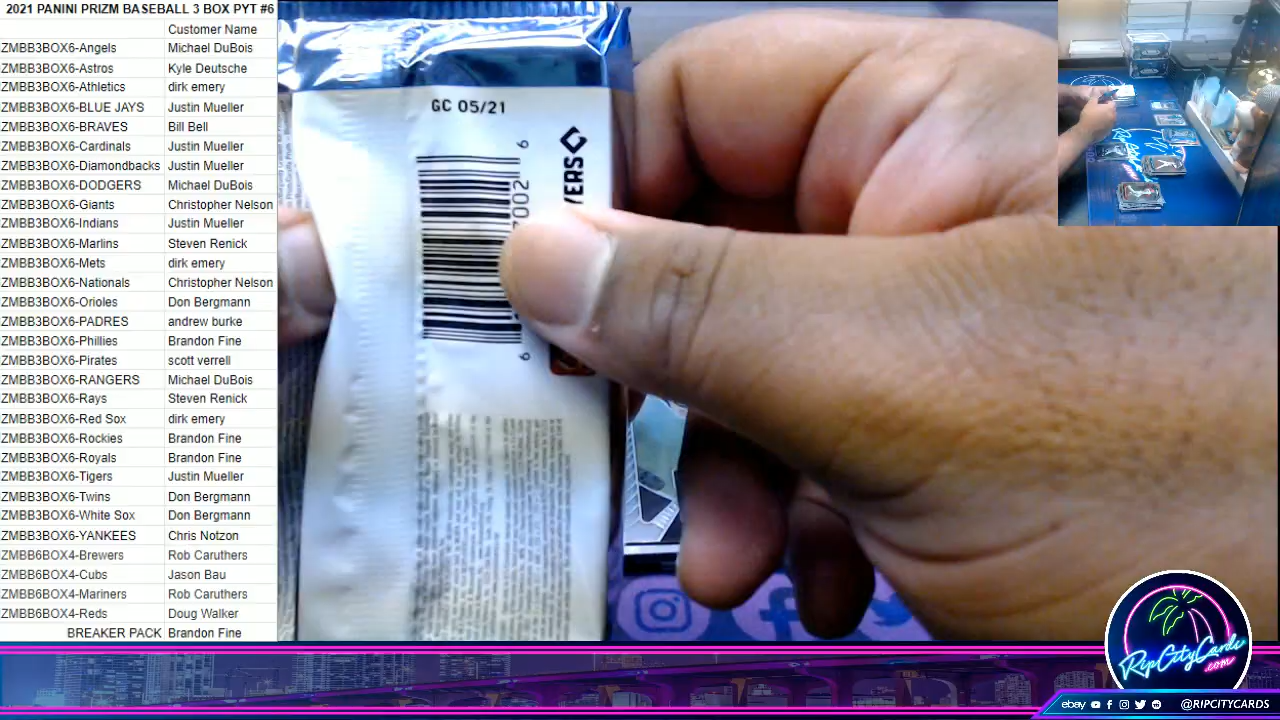 2021 PANINI PRIZM BASEBALL 3 BOX PYT #6
Customer Name
ZMBB3BOX6-Angels Michael DuBois
ZMBB3BOX6-Astros Kyle Deutsche
ZMBB3BOX6-Athletics dirk emery
ZMBB3BOX6-BLUE JAYS Justin Mueller
ZMBB3BOX6-BRAVES Bill Bell
ZMBB3BOX6-Cardinals Justin Mueller
ZMBB3BOX6-Diamondbacks Justin Mueller
ZMBB3BOX6-DODGERS Michael DuBois
ZMBB3BOX6-Giants Christopher Nelson
ZMBB3BOX6-Indians Justin Mueller
ZMBB3BOX6-Marlins Steven Renick
ZMBB3BOX6-Mets dirk emery
ZMBB3BOX6-Nationals Christopher Nelson
ZMBB3BOX6-Orioles Don Bergmann
ZMBB3BOX6-PADRES andrew burke
ZMBB3BOX6-Phillies Brandon Fine
ZMBB3BOX6-Pirates scott verrell
ZMBB3BOX6-RANGERS Michael DuBois
ZMBB3BOX6-Rays Steven Renick
ZMBB3BOX6-Red Sox dirk emery
ZMBB3BOX6-Rockies Brandon Fine
ZMBB3BOX6-Royals Brandon Fine
ZMBB3BOX6-Tigers Justin Mueller
ZMBB3BOX6-Twins Don Bergmann
ZMBB3BOX6-White Sox Don Bergmann
ZMBB3BOX6-YANKEES Chris Notzon
ZMBB6BOX4-Brewers Rob Caruthers
ZMBB6BOX4-Cubs Jason Bau
ZMBB6BOX4-Mariners Rob Caruthers
ZMBB6BOX4-Reds Doug Walker
BREAKER PACK Brandon Fine
GC 05/21
6
7002
6
YERS
RipCityCards
.com
ebay @RIPCITYCARDS